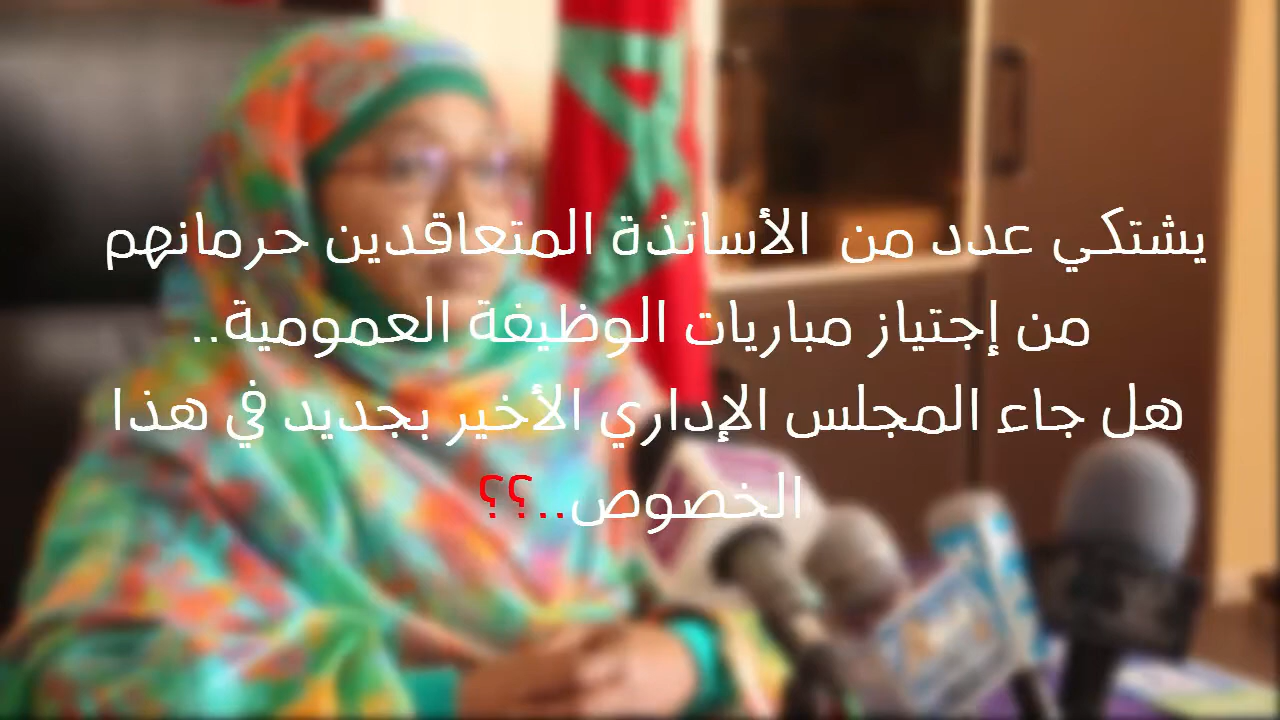 يشتكي عدد من الأساتذة المتعاقدين حرمانهم
من إجتياز مباريات الوظيفة العمومية..
هل جاء المجلس الإداري الأخير بجديد في هذا
الخصوص..؟؟